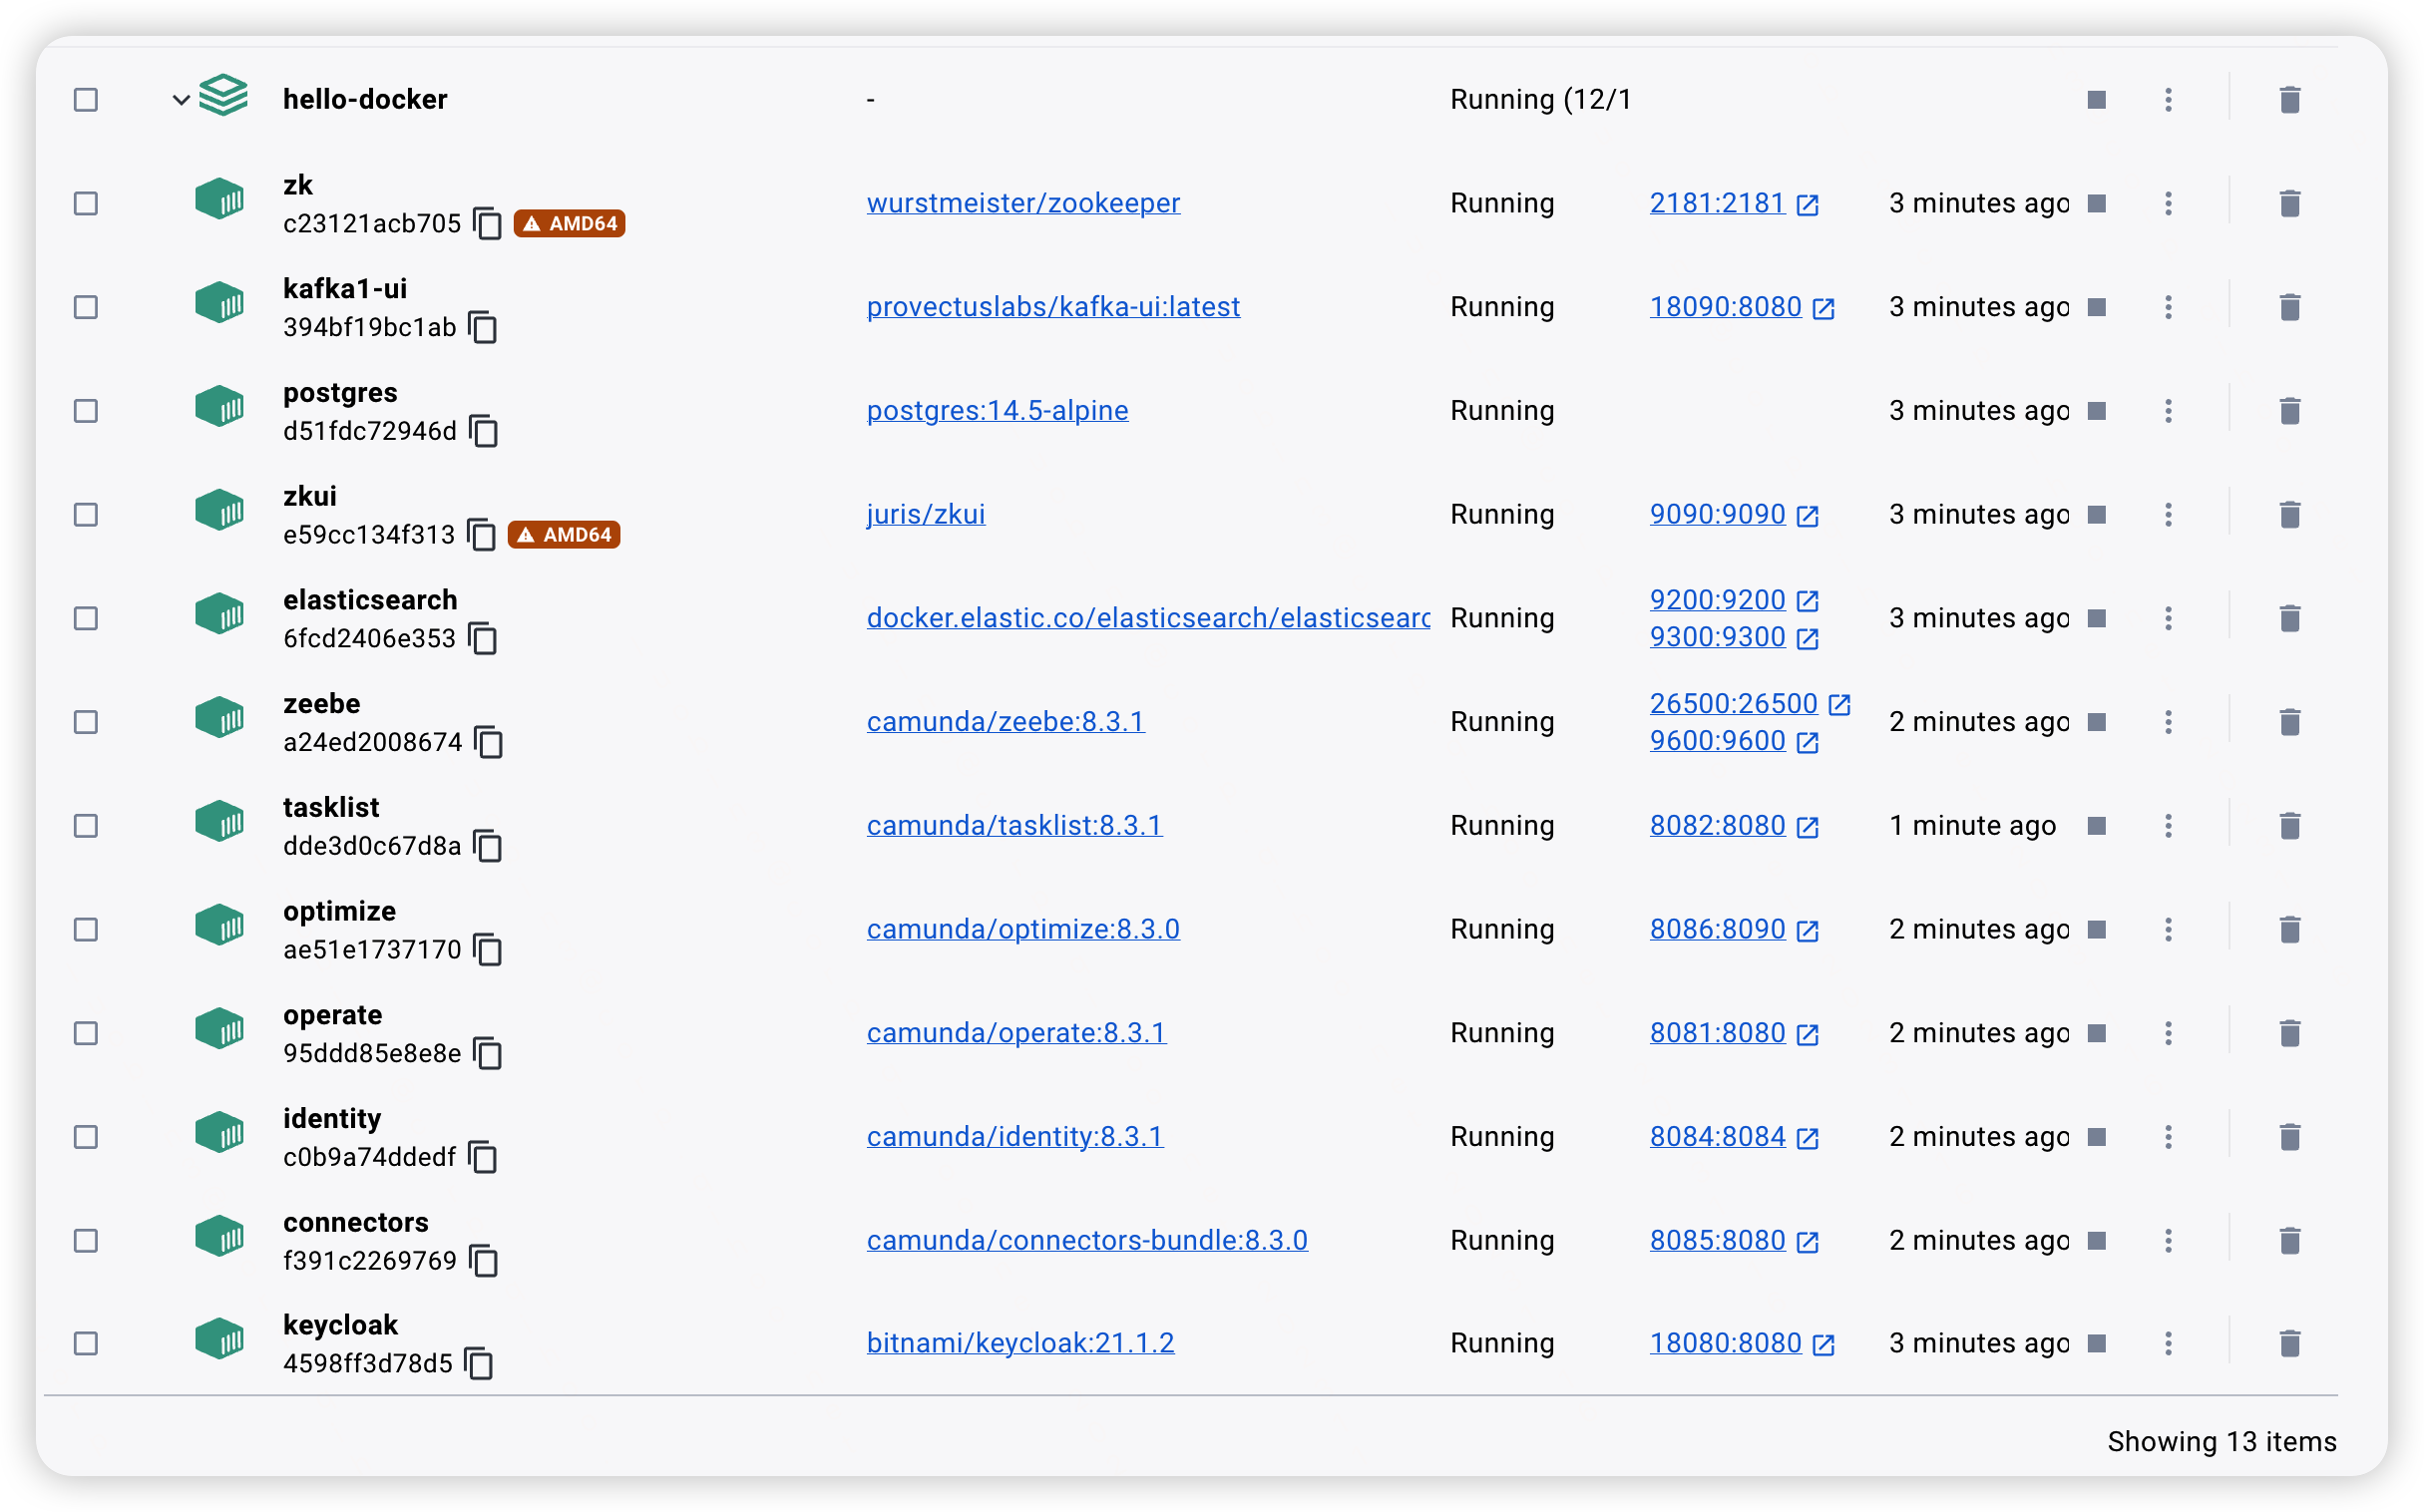 hello-docker - Running (12/1
zk
c23121acb705 AMD64 wurstmeister/zookeeper Running 2181:2181 3 minutes ago
kafka1-ui
394bf19bc1ab provectuslabs/kafka-ui:latest Running 18090:8080 3 minutes ago
postgres
d51fdc72946d postgres:14.5-alpine Running 3 minutes ago
zkui
e59cc134f313 AMD64 juris/zkui Running 9090:9090 3 minutes ago
elasticsearch 9200:9200
6fcd2406e353 docker.elastic.co/elasticsearch/elasticsearc Running 9300:9300 3 minutes ago
zeebe 26500:26500
a24ed2008674 camunda/zeebe:8.3.1 Running 9600:9600 2 minutes ago
tasklist
dde3d0c67d8a camunda/tasklist:8.3.1 Running 8082:8080 1 minute ago
optimize
ae51e1737170 camunda/optimize:8.3.0 Running 8086:8090 2 minutes ago
operate
95ddd85e8e8e camunda/operate:8.3.1 Running 8081:8080 2 minutes ago
identity
c0b9a74ddedf camunda/identity:8.3.1 Running 8084:8084 2 minutes ago
connectors
f391c2269769 camunda/connectors-bundle:8.3.0 Running 8085:8080 2 minutes ago
keycloak
4598ff3d78d5 bitnami/keycloak:21.1.2 Running 18080:8080 3 minutes ago
Showing 13 items